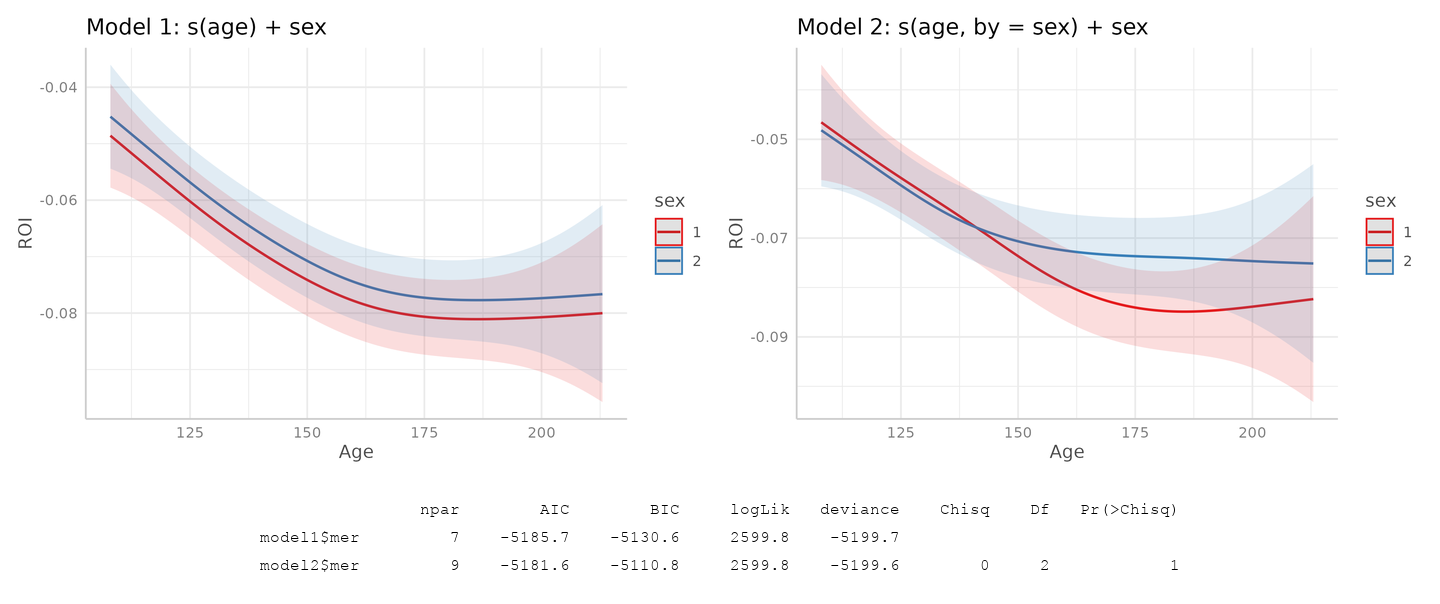 Model 1: s(age) + sex
-0.04
-0.06
-0.08
ROI
125 150 175 200
Age
sex
1
2
Model 2: s(age, by = sex) + sex
-0.05
-0.07
-0.09
ROI
125 150 175 200
Age
sex
1
2
npar AIC BIC logLik deviance Chisq Df Pr(>Chisq)
model1$mer 7 -5185.7 -5130.6 2599.8 -5199.7
model2$mer 9 -5181.6 -5110.8 2599.8 -5199.6 0 2 1